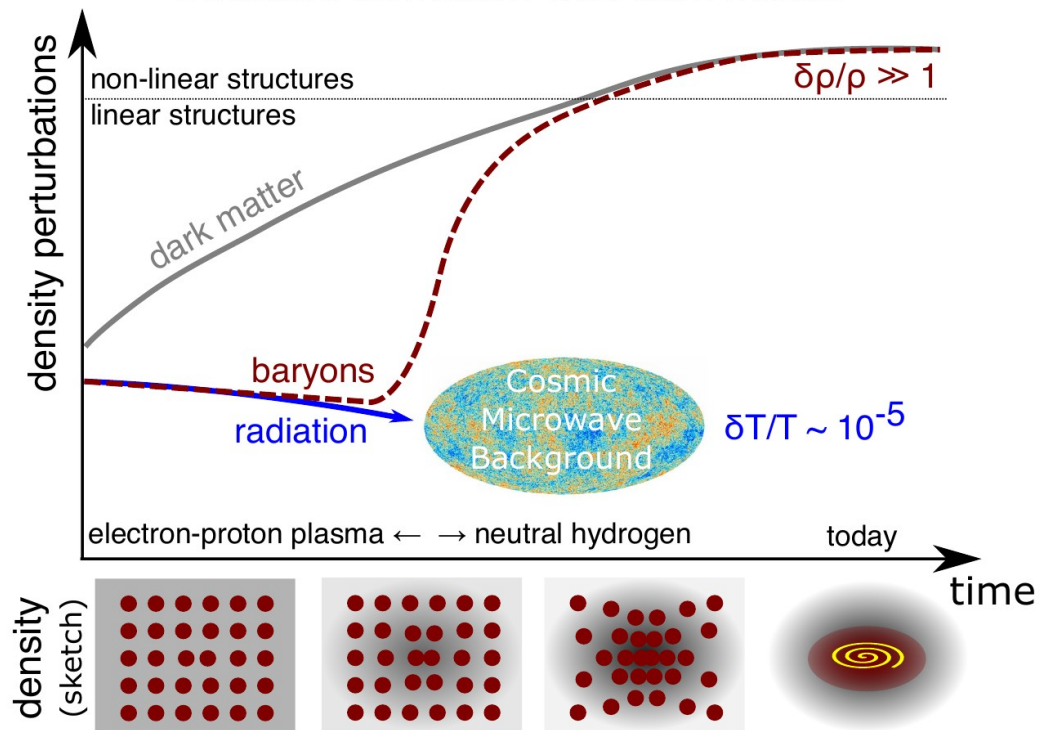 density perturbations
non-linear structures
linear structures
δρ/ρ ≫ 1
dark matter
baryons
radiation
Cosmic
Microwave
Background
δT/T ~ 10⁻⁵
electron-proton plasma ← → neutral hydrogen
today
time
density
(sketch)